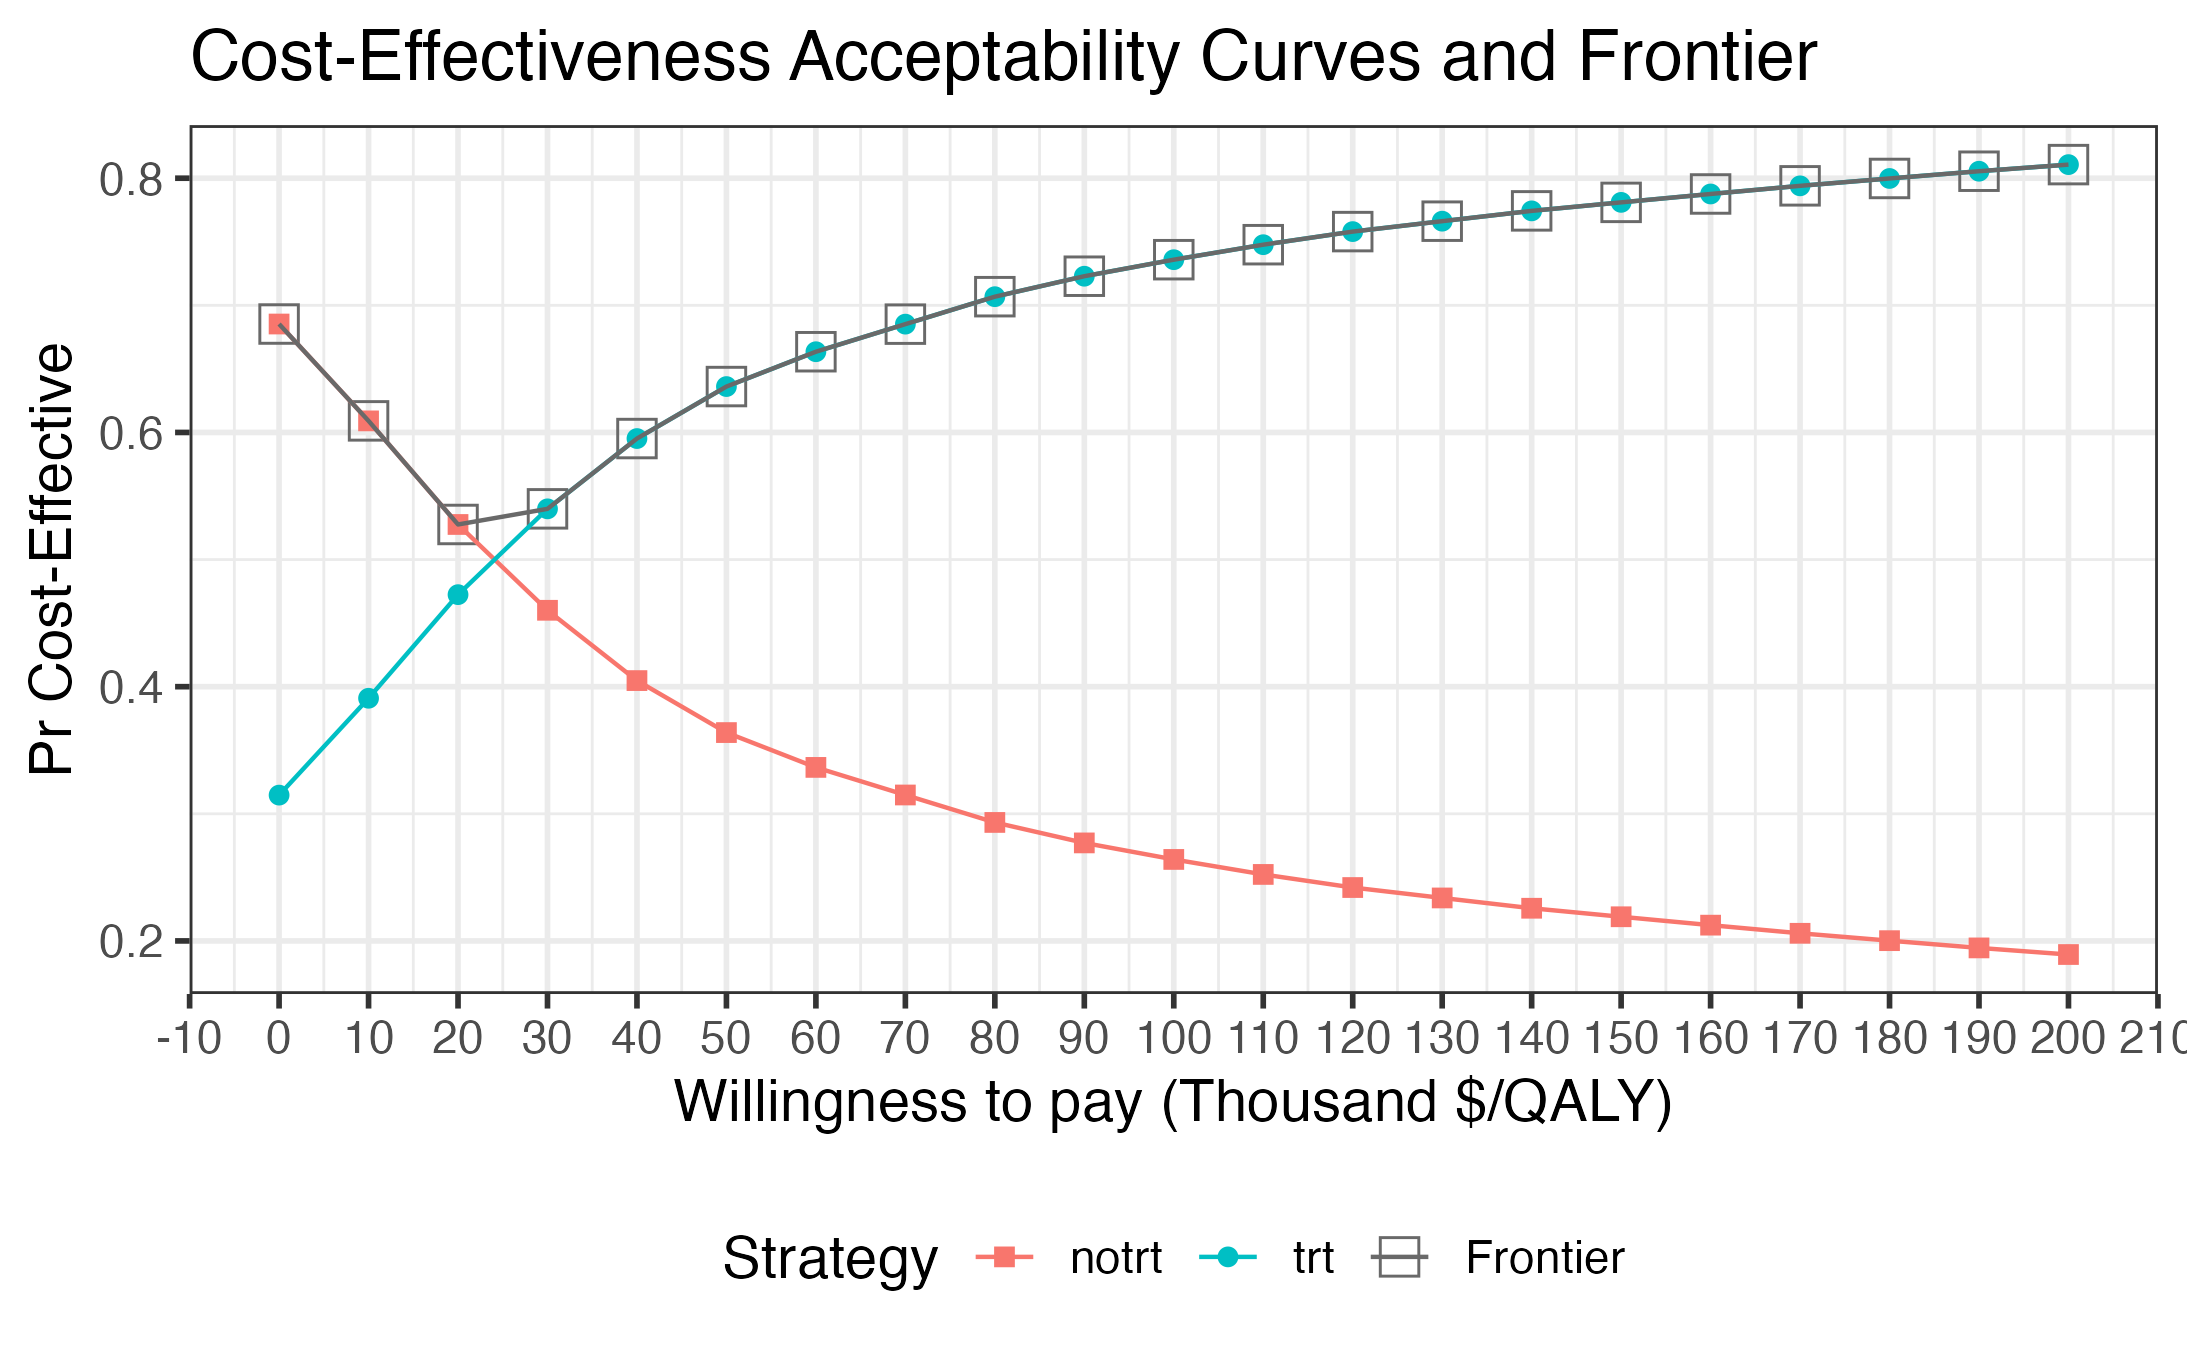 Cost-Effectiveness Acceptability Curves and Frontier
Pr Cost-Effective
0.8
0.6
0.4
0.2
-10 0 10 20 30 40 50 60 70 80 90 100 110 120 130 140 150 160 170 180 190 200 210
Willingness to pay (Thousand $/QALY)
Strategy notrt trt Frontier